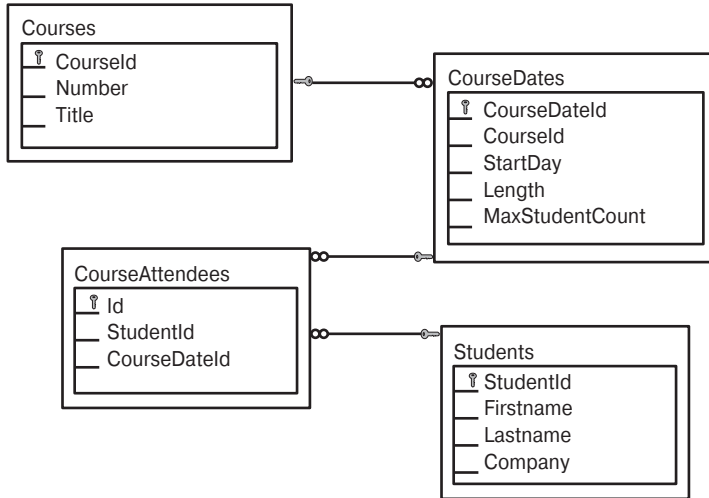 Courses
CourseId
Number
Title
CourseDates
CourseDateId
CourseId
StartDay
Length
MaxStudentCount
CourseAttendees
Id
StudentId
CourseDateId
Students
StudentId
Firstname
Lastname
Company